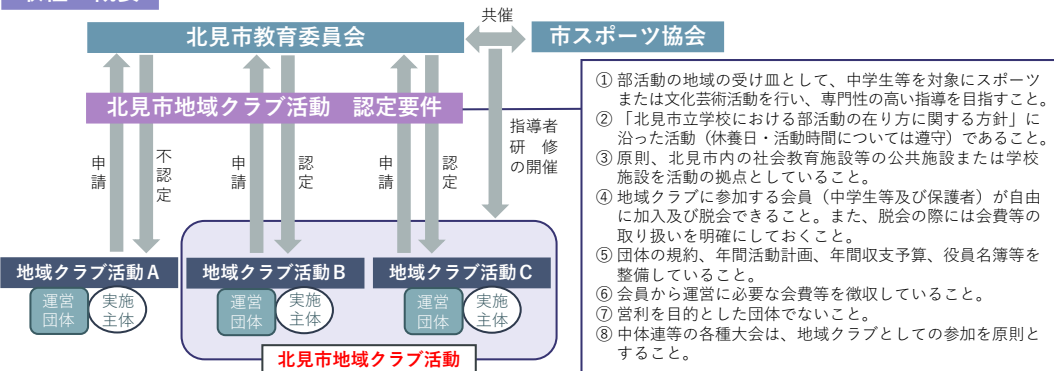 共催
北見市教育委員会
市スポーツ協会
北見市地域クラブ活動 認定要件
申請
不認定
申請
認定
申請
認定
指導者
研修
の開催
地域クラブ活動A
地域クラブ活動B
地域クラブ活動C
運営
団体
実施
主体
運営
団体
実施
主体
運営
団体
実施
主体
北見市地域クラブ活動
① 部活動の地域の受け皿として、中学生等を対象にスポーツ
または文化芸術活動を行い、専門性の高い指導を目指すこと。
② 「北見市立学校における部活動の在り方に関する方針」に
沿った活動（休養日・活動時間については遵守）であること。
③ 原則、北見市内の社会教育施設等の公共施設または学校
施設を活動の拠点としていること。
④ 地域クラブに参加する会員（中学生等及び保護者）が自由
に加入及び脱会できること。また、脱会の際には会費等の
取り扱いを明確にしておくこと。
⑤ 団体の規約、年間活動計画、年間収支予算、役員名簿等を
整備していること。
⑥ 会員から運営に必要な会費等を徴収していること。
⑦ 営利を目的とした団体でないこと。
⑧ 中体連等の各種大会は、地域クラブとしての参加を原則と
すること。